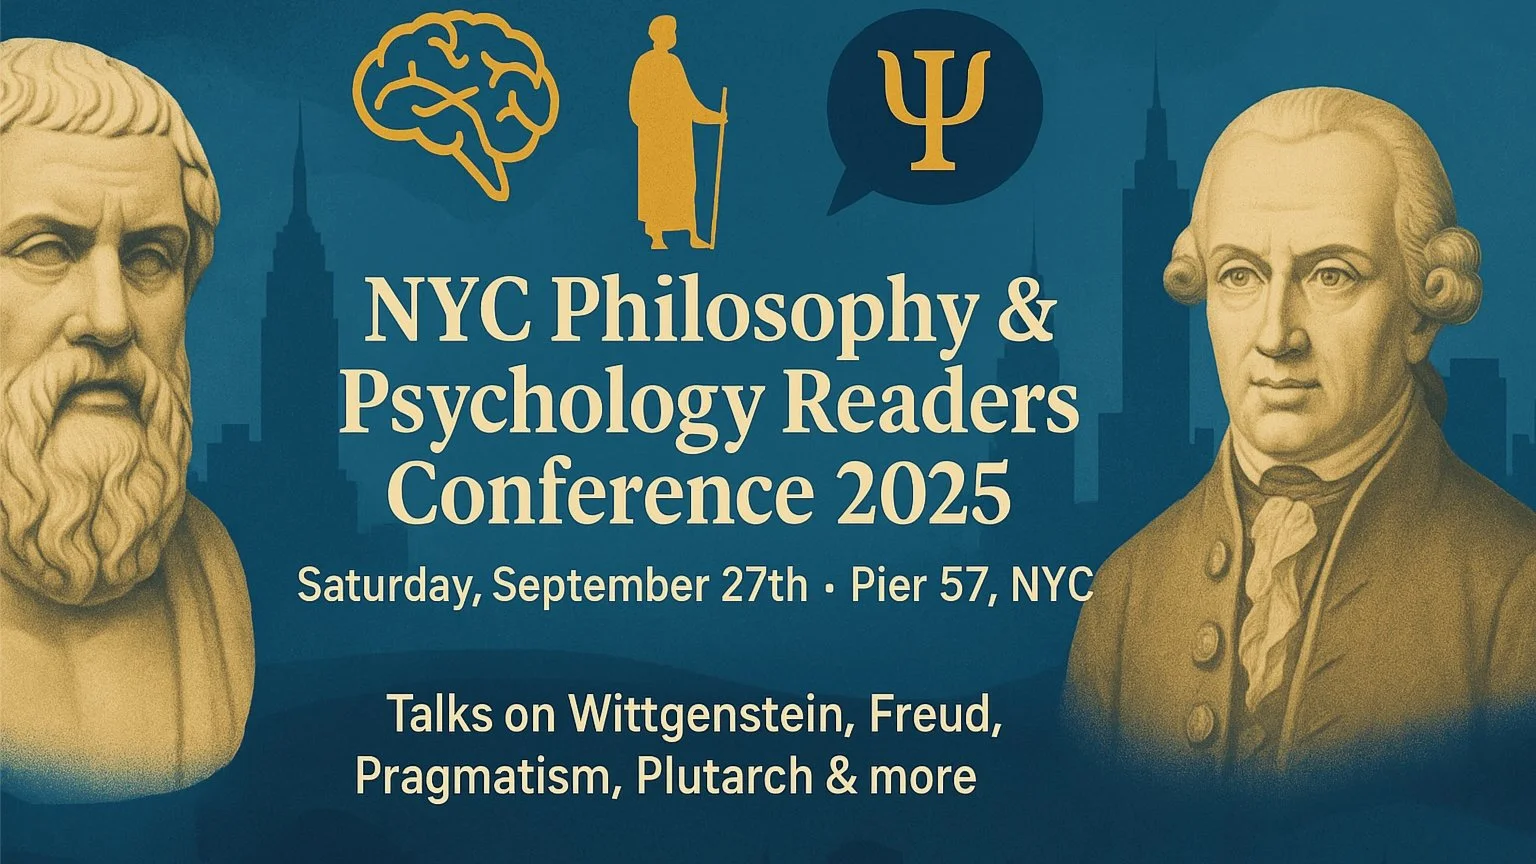 Ψ
NYC Philosophy &
Psychology Readers
Conference 2025
Saturday, September 27th · Pier 57, NYC
Talks on Wittgenstein, Freud,
Pragmatism, Plutarch & more